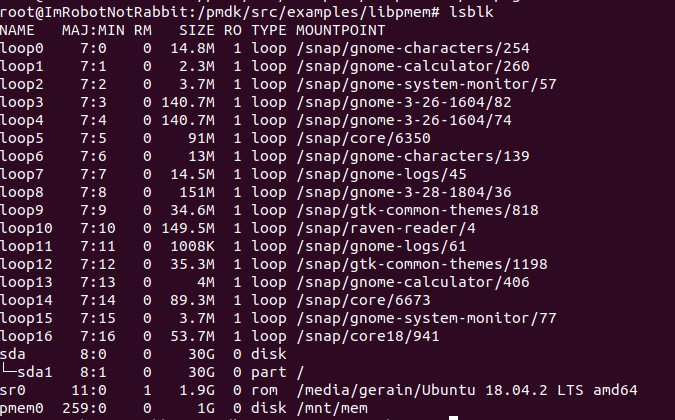 root@ImRobotNotRabbit:/pmdk/src/examples/libpmem# lsblk
NAME   MAJ:MIN RM   SIZE RO TYPE MOUNTPOINT
loop0    7:0    0  14.8M  1 loop /snap/gnome-characters/254
loop1    7:1    0   2.3M  1 loop /snap/gnome-calculator/260
loop2    7:2    0   3.7M  1 loop /snap/gnome-system-monitor/57
loop3    7:3    0 140.7M  1 loop /snap/gnome-3-26-1604/82
loop4    7:4    0 140.7M  1 loop /snap/gnome-3-26-1604/74
loop5    7:5    0    91M  1 loop /snap/core/6350
loop6    7:6    0    13M  1 loop /snap/gnome-characters/139
loop7    7:7    0  14.5M  1 loop /snap/gnome-logs/45
loop8    7:8    0   151M  1 loop /snap/gnome-3-28-1804/36
loop9    7:9    0  34.6M  1 loop /snap/gtk-common-themes/818
loop10   7:10   0 149.5M  1 loop /snap/raven-reader/4
loop11   7:11   0  1008K  1 loop /snap/gnome-logs/61
loop12   7:12   0  35.3M  1 loop /snap/gtk-common-themes/1198
loop13   7:13   0     4M  1 loop /snap/gnome-calculator/406
loop14   7:14   0  89.3M  1 loop /snap/core/6673
loop15   7:15   0   3.7M  1 loop /snap/gnome-system-monitor/77
loop16   7:16   0  53.7M  1 loop /snap/core18/941
sda      8:0    0    30G  0 disk
└─sda1   8:1    0    30G  0 part /
sr0     11:0    1   1.9G  0 rom  /media/gerain/Ubuntu 18.04.2 LTS amd64
pmem0  259:0    0     1G  0 disk /mnt/mem